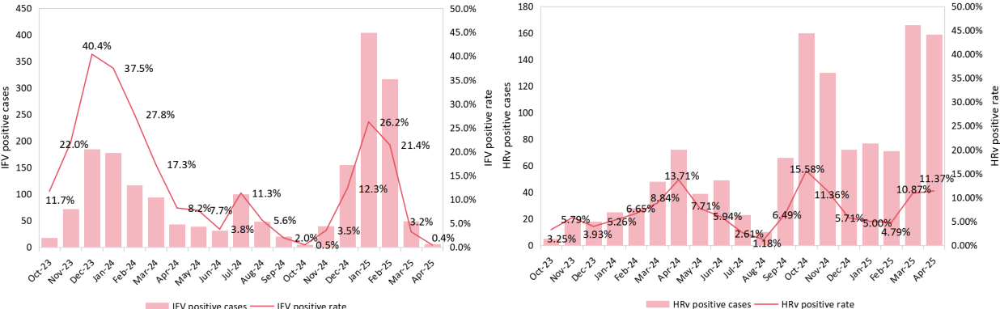 450
400
350
300
250
200
150
100
50
0
IFV positive cases
50.0%
45.0%
40.0%
35.0%
30.0%
25.0%
20.0%
15.0%
10.0%
5.0%
0.0%
IFV positive rate
11.7%
22.0%
40.4%
37.5%
27.8%
17.3%
8.2%
7.7%
3.8%
11.3%
5.6%
2.0%
0.5%
3.5%
12.3%
26.2%
21.4%
3.2%
0.4%
Oct-23
Nov-23
Dec-23
Jan-24
Feb-24
Mar-24
Apr-24
May-24
Jun-24
Jul-24
Aug-24
Sep-24
Oct-24
Nov-24
Dec-24
Jan-25
Feb-25
Mar-25
Apr-25
IFV positive cases
IFV positive rate
180
160
140
120
100
80
60
40
20
0
HRv positive cases
50.00%
45.00%
40.00%
35.00%
30.00%
25.00%
20.00%
15.00%
10.00%
5.00%
0.00%
HRv positive rate
3.25%
5.79%
3.93%
5.26%
6.65%
8.84%
13.71%
7.71%
5.94%
2.61%
1.18%
6.49%
15.58%
11.36%
5.71%
5.00%
4.79%
10.87%
11.37%
Oct-23
Nov-23
Dec-23
Jan-24
Feb-24
Mar-24
Apr-24
May-24
Jun-24
Jul-24
Aug-24
Sep-24
Oct-24
Nov-24
Dec-24
Jan-25
Feb-25
Mar-25
Apr-25
HRv positive cases
HRv positive rate